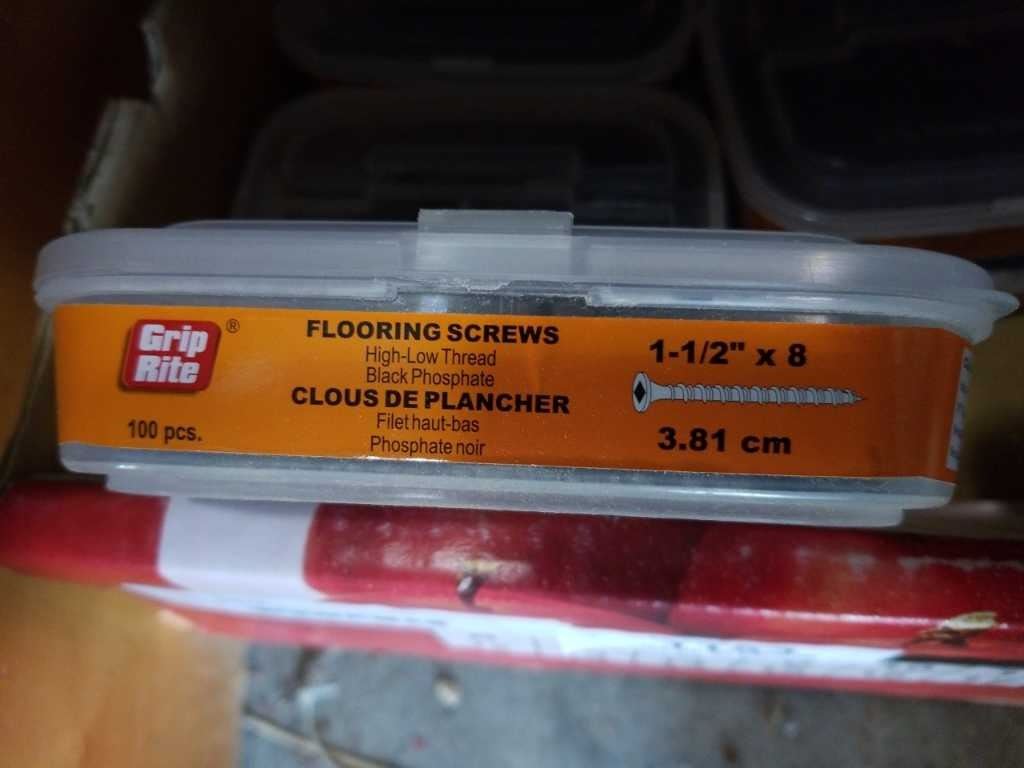 Grip
Rite®
100 pcs.
FLOORING SCREWS
High-Low Thread
Black Phosphate
CLOUS DE PLANCHER
Filet haut-bas
Phosphate noir
1-1/2" x 8
3.81 cm